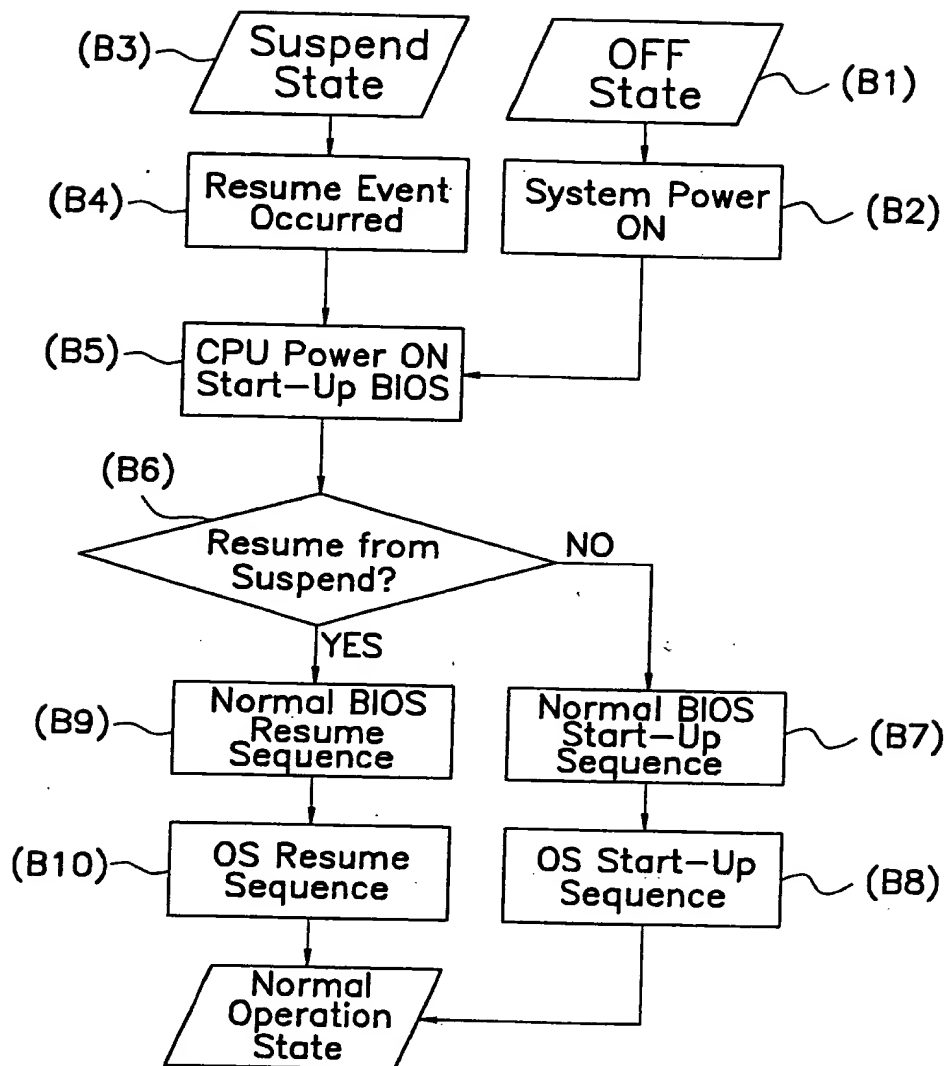 (B3)
Suspend
State
OFF
State
(B1)
(B4)
Resume Event
Occurred
System Power
ON
(B2)
(B5)
CPU Power ON
Start-Up BIOS
(B6)
Resume from
Suspend?
NO
YES
(B9)
Normal BIOS
Resume
Sequence
Normal BIOS
Start-Up
Sequence
(B7)
(B10)
OS Resume
Sequence
OS Start-Up
Sequence
(B8)
Normal
Operation
State